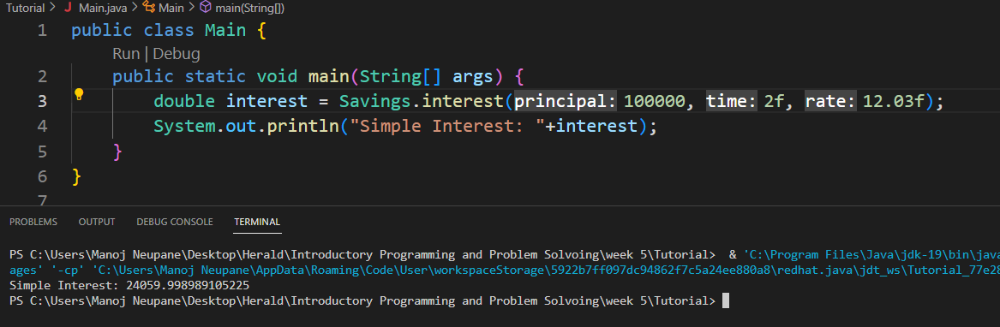 Tutorial > J Main.java > Main > main(String[])
1 public class Main {
Run | Debug
2 public static void main(String[] args) {
3 double interest = Savings.interest(principal: 100000, time: 2f, rate: 12.03f);
4 System.out.println("Simple Interest: "+interest);
5 }
6 }
7
PROBLEMS OUTPUT DEBUG CONSOLE TERMINAL
PS C:\Users\Manoj Neupane\Desktop\Herald\Introductory Programming and Problem Solvoing\week 5\Tutorial> & 'C:\Program Files\Java\jdk-19\bin\java
ages' '-cp' 'C:\Users\Manoj Neupane\AppData\Roaming\Code\User\workspaceStorage\5922b7ff097dc94862f7c5a24ee880a8\redhat.java\jdt_ws\Tutorial_77e28
Simple Interest: 24059.998989105225
PS C:\Users\Manoj Neupane\Desktop\Herald\Introductory Programming and Problem Solvoing\week 5\Tutorial>